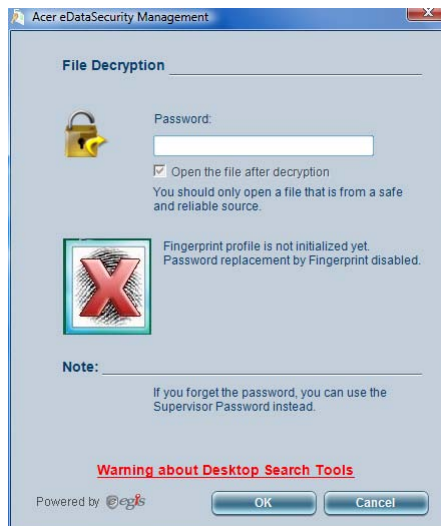 Acer eDataSecurity Management
File Decryption
Password:
Open the file after decryption
You should only open a file that is from a safe
and reliable source.
Fingerprint profile is not initialized yet.
Password replacement by Fingerprint disabled.
Note:
If you forget the password, you can use the
Supervisor Password instead.
Warning about Desktop Search Tools
Powered by egis
OK
Cancel